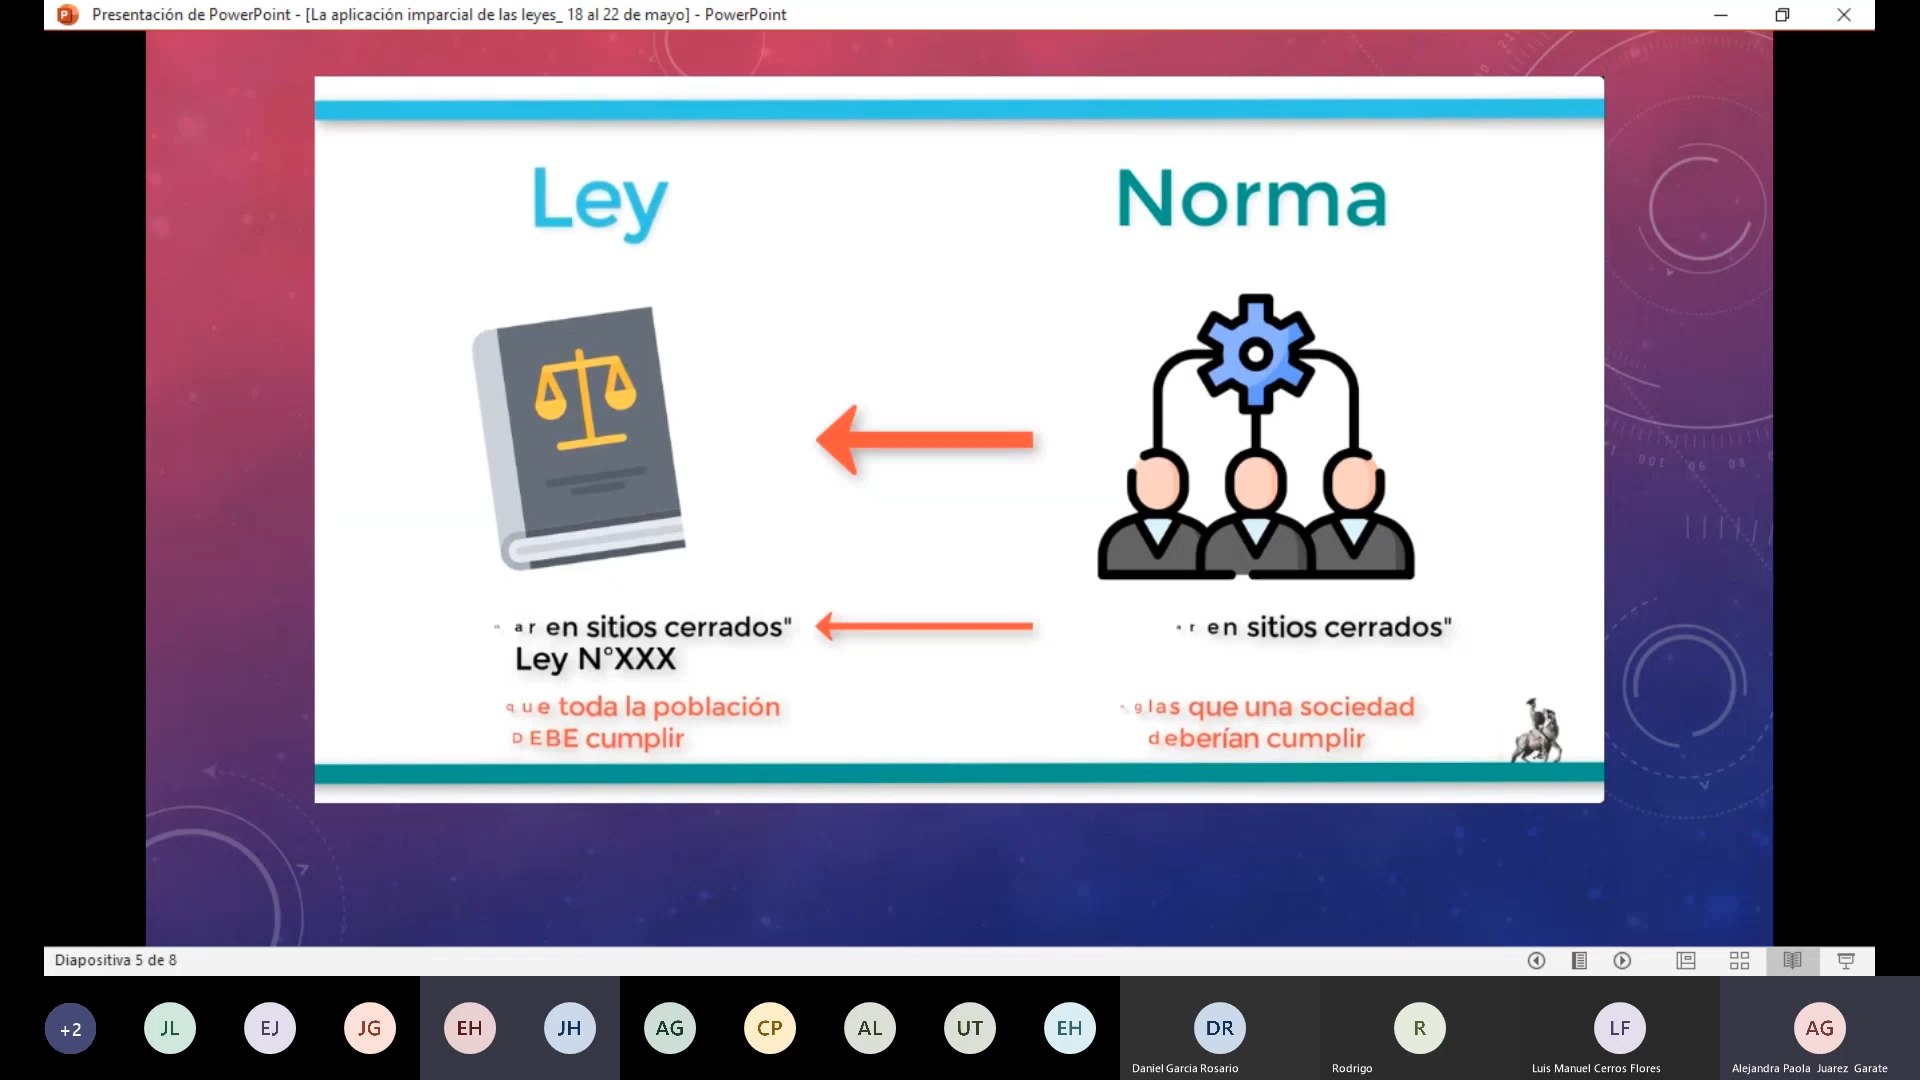 Presentación de PowerPoint - [La aplicación imparcial de las leyes_ 18 al 22 de mayo] - PowerPoint
Ley
Norma
ar en sitios cerrados"
r en sitios cerrados"
Ley N°XXX
que toda la población
DEBE cumplir
glas que una sociedad
deberían cumplir
Diapositiva 5 de 8
+2
JL
EJ
JG
EH
JH
AG
CP
AL
UT
EH
DR
R
LF
AG
Daniel Garcia Rosario
Rodrigo
Luis Manuel Cerros Flores
Alejandra Paola Juarez Garate